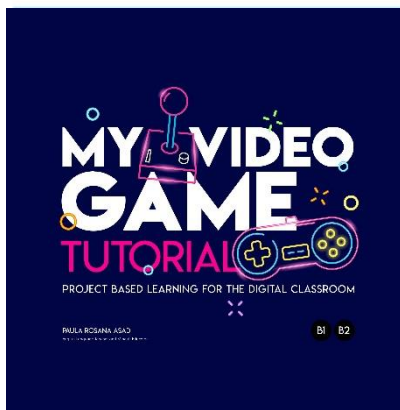 MY VIDEO
GAME
TUTORIAL
PROJECT BASED LEARNING FOR THE DIGITAL CLASSROOM
PAULA ROSANA ASAD
B1 B2